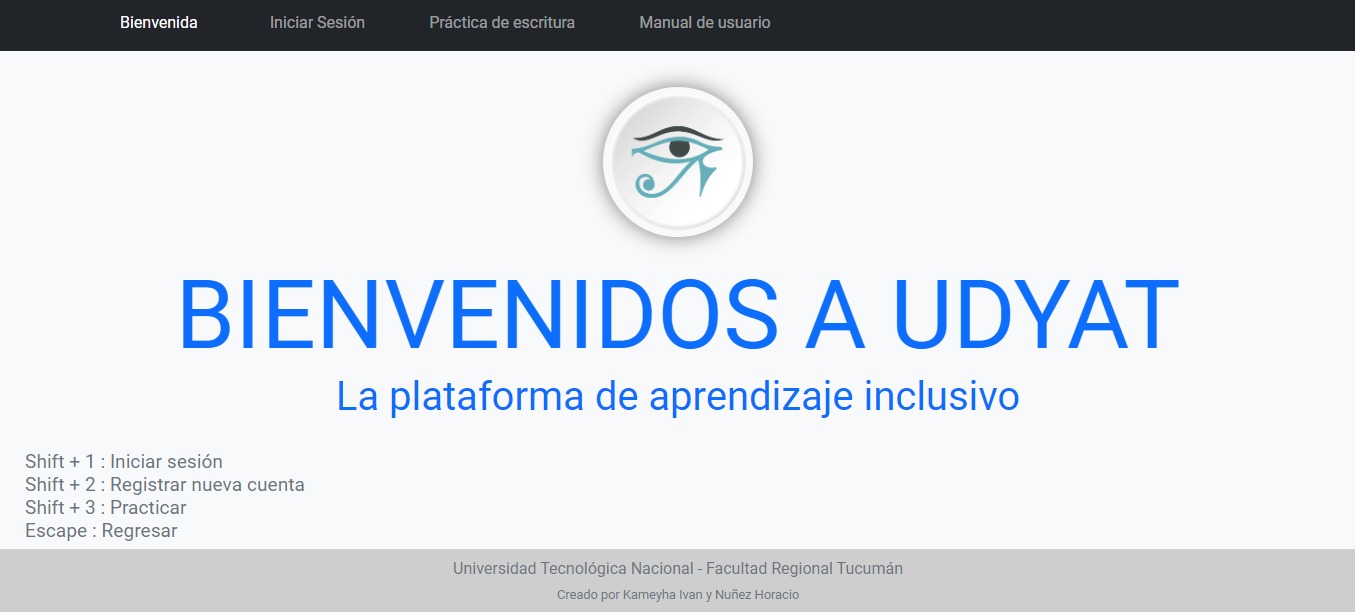 Bienvenida Iniciar Sesión Práctica de escritura Manual de usuario
BIENVENIDOS A UDYAT
La plataforma de aprendizaje inclusivo
Shift + 1 : Iniciar sesión
Shift + 2 : Registrar nueva cuenta
Shift + 3 : Practicar
Escape : Regresar
Universidad Tecnológica Nacional - Facultad Regional Tucumán
Creado por Kameyha Ivan y Nuñez Horacio